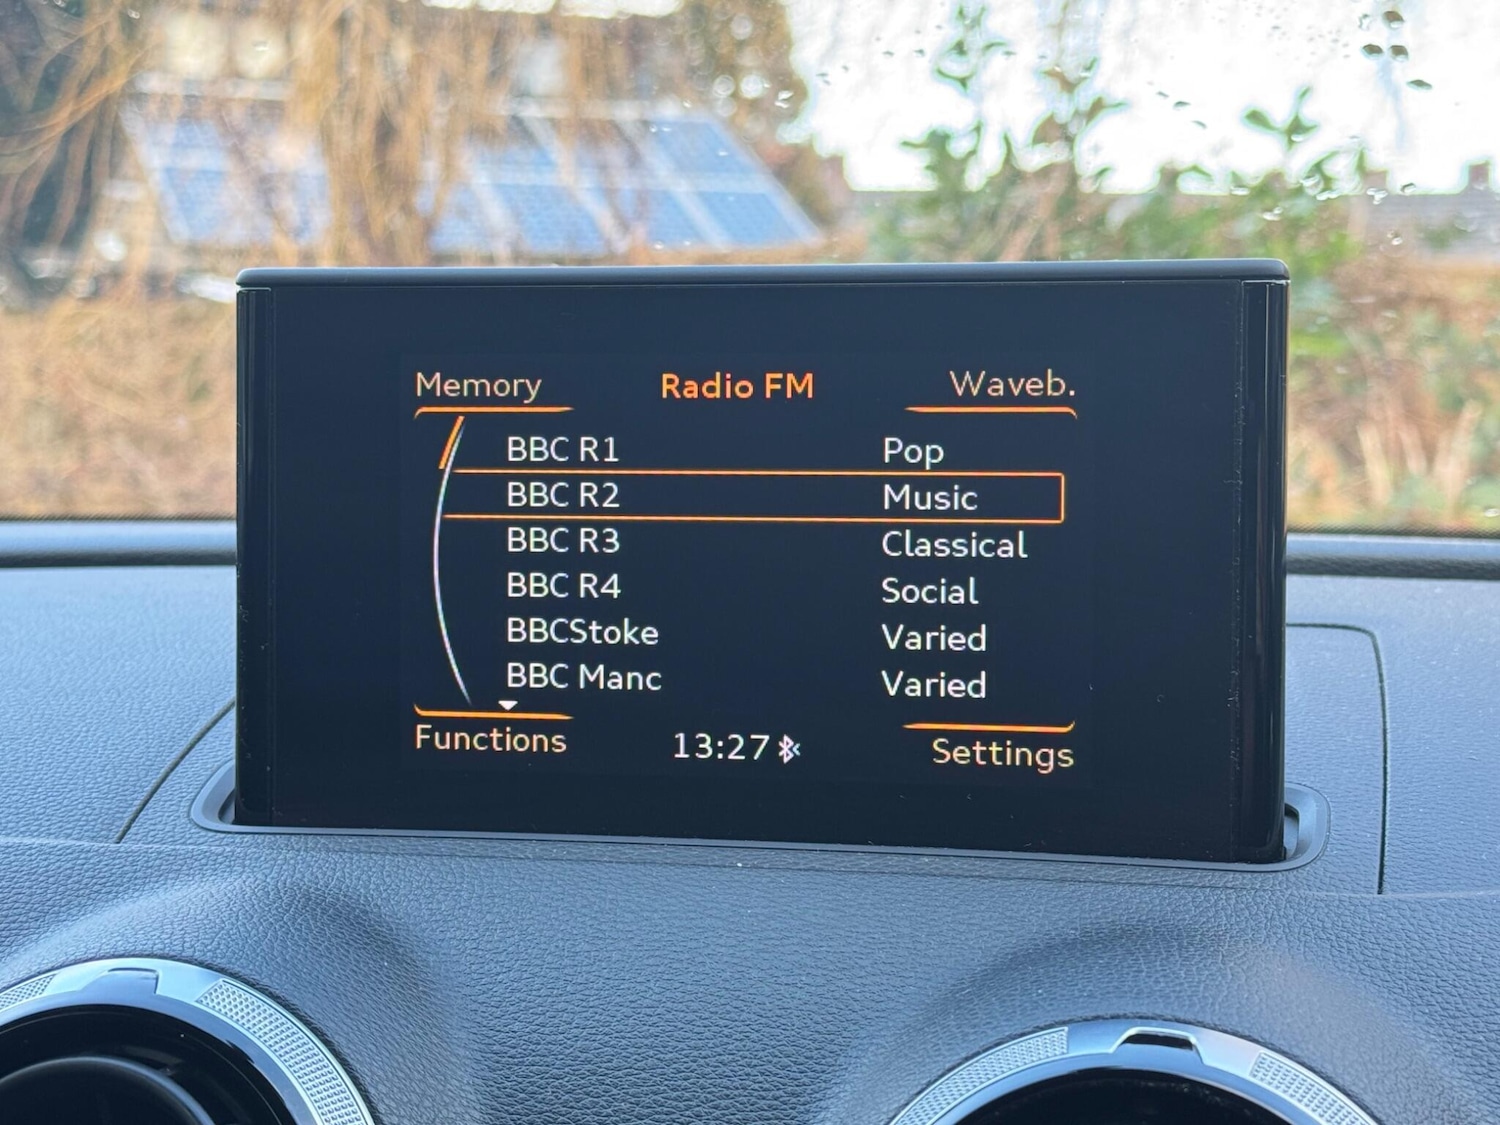 Memory Radio FM Waveb.
BBC R1 Pop
BBC R2 Music
BBC R3 Classical
BBC R4 Social
BBCStoke Varied
BBC Manc Varied
Functions 13:27 Settings